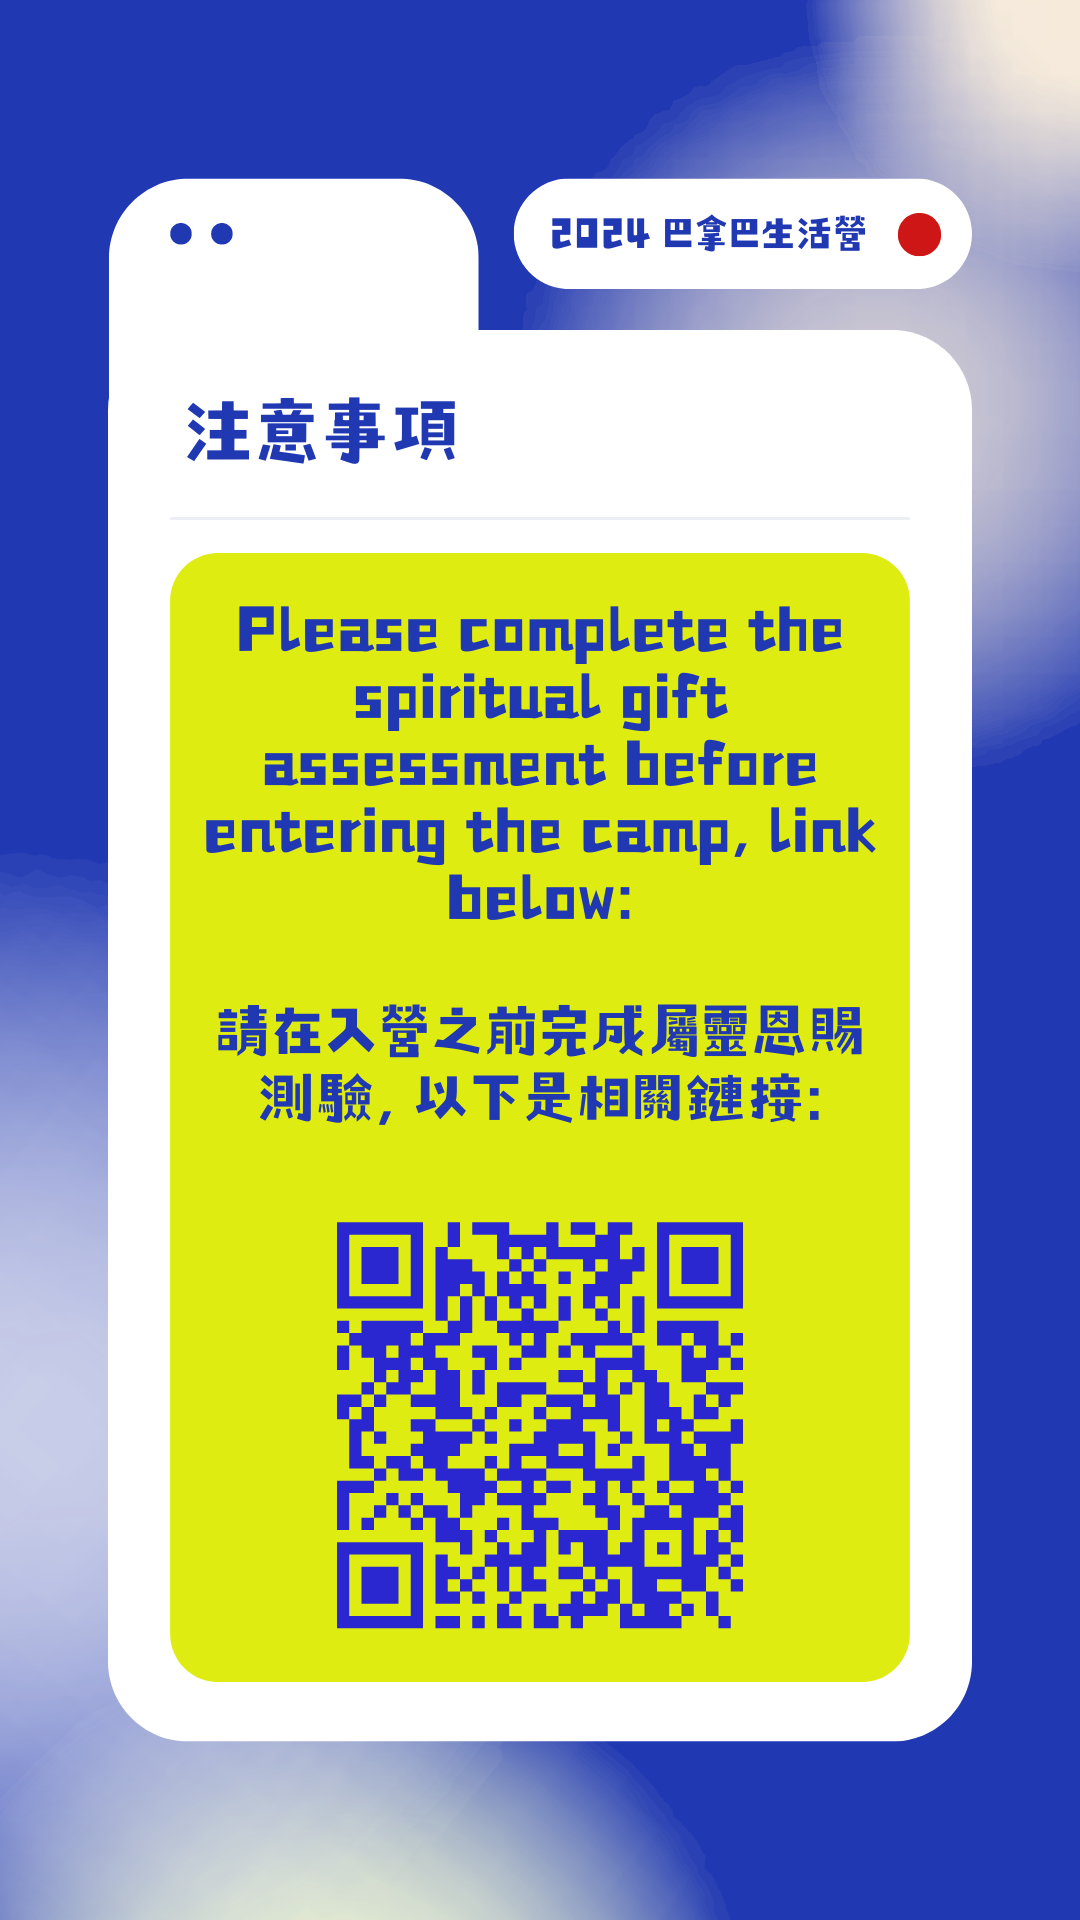 2024 巴拿巴生活營
注意事項
Please complete the
spiritual gift
assessment before
entering the camp, link
below:
請在入營之前完成屬靈恩賜
測驗, 以下是相關鏈接: